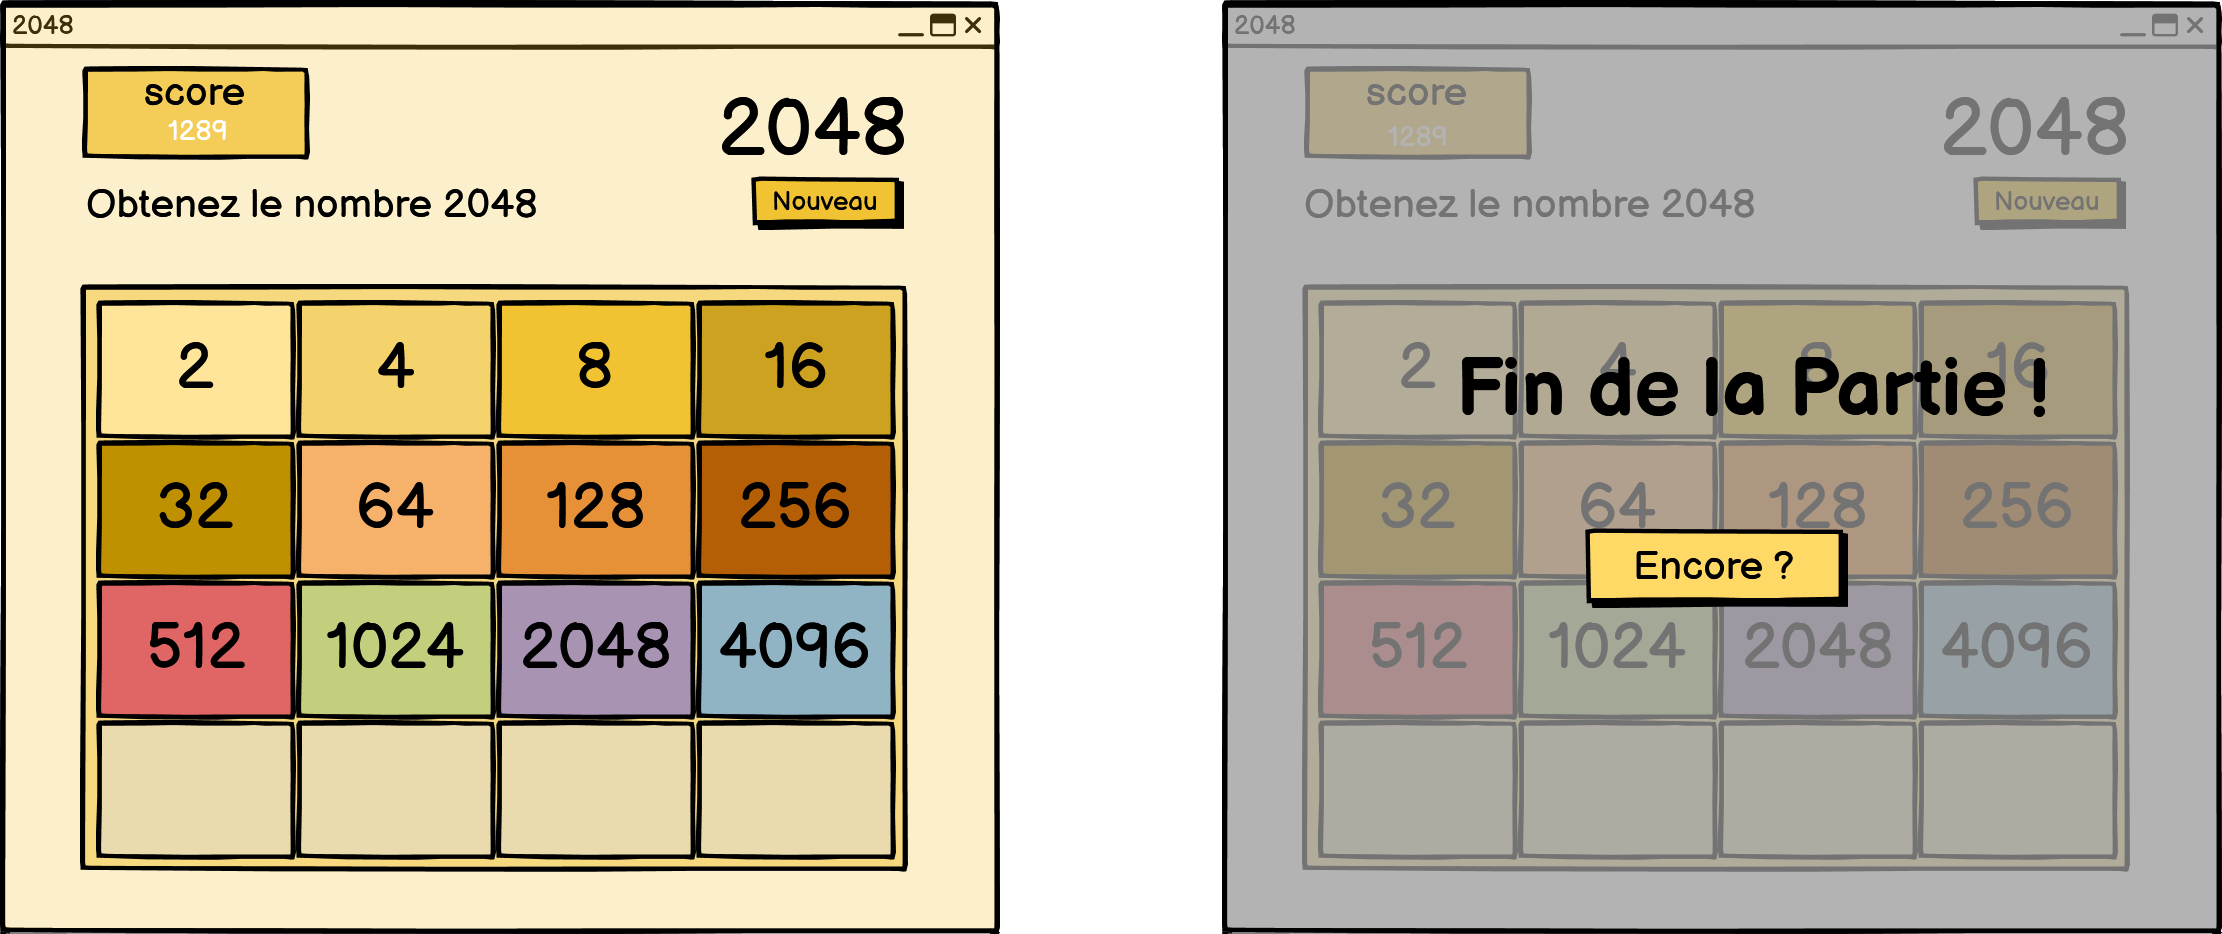 2048
score
1289
2048
Obtenez le nombre 2048
Nouveau
2 4 8 16
32 64 128 256
512 1024 2048 4096
2048
score
1289
2048
Obtenez le nombre 2048
Nouveau
2 4 8 16
Fin de la Partie !
32 64 128 256
Encore ?
512 1024 2048 4096